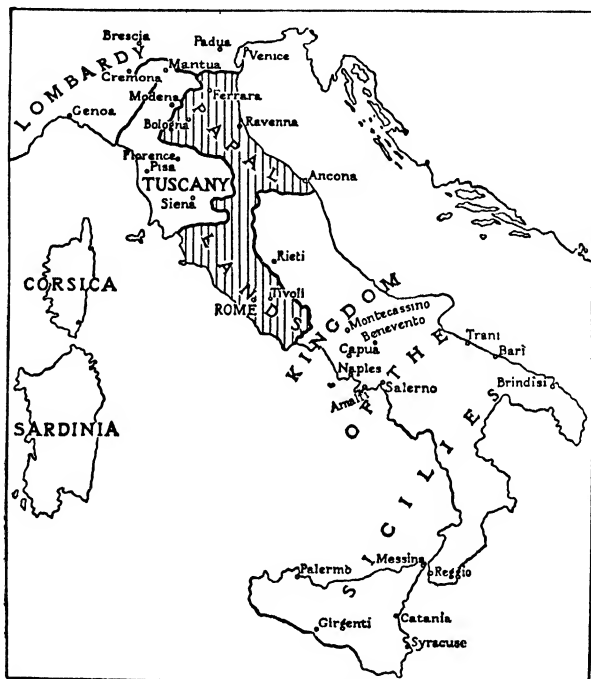 Brescia
Padua
Venice
LOMBARDY
Cremona
Mantua
Modena
Ferrara
Genoa
Bologna
PAPAL
Ravenna
Florence
Pisa
TUSCANY
Ancona
Siena
LANDS
Rieti
CORSICA
Tivoli
ROME
KINGDOM
Montecassino
Benevento
Capua
Trani
Barì
Naples
OF THE
Amalfi
Salerno
Brindisi
SARDINIA
SICILIES
Palermo
Messina
Reggio
Girgenti
Catania
Syracuse